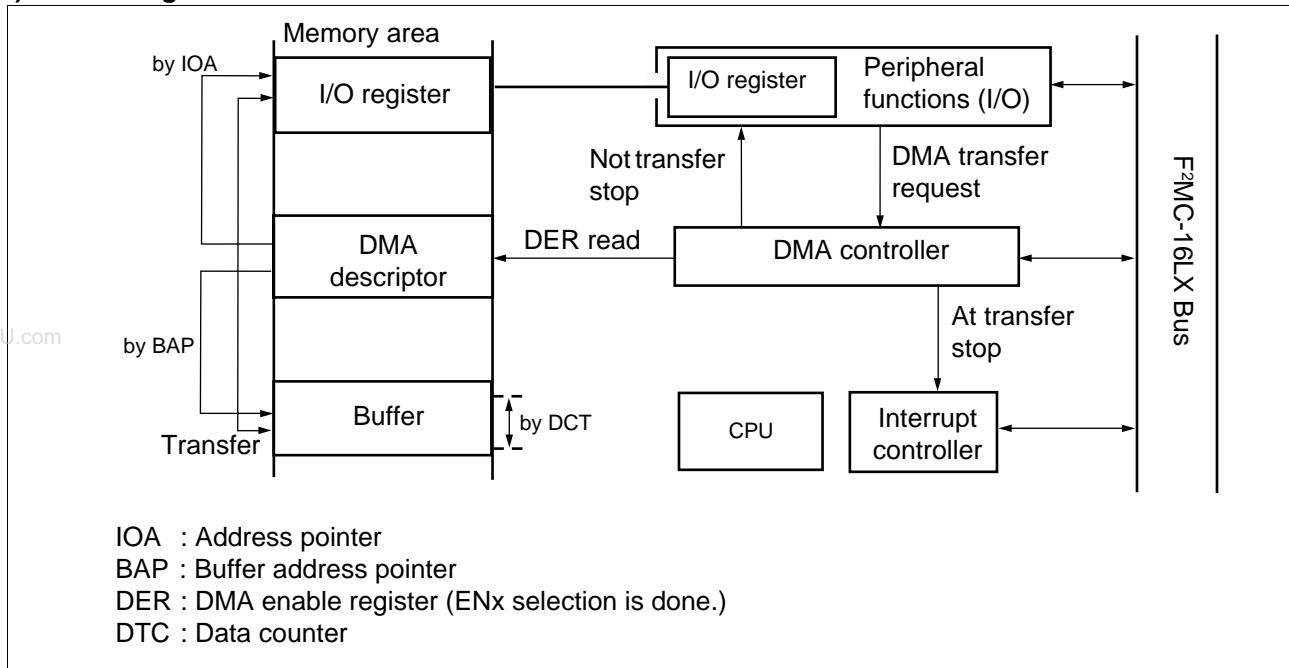 Memory area
by IOA
I/O register
I/O register
Peripheral
functions (I/O)
Not transfer
stop
DMA transfer
request
F²MC-16LX Bus
DMA
descriptor
DER read
DMA controller
At transfer
stop
U.com
by BAP
Buffer
by DCT
CPU
Interrupt
controller
Transfer
IOA : Address pointer
BAP : Buffer address pointer
DER : DMA enable register (ENx selection is done.)
DTC : Data counter